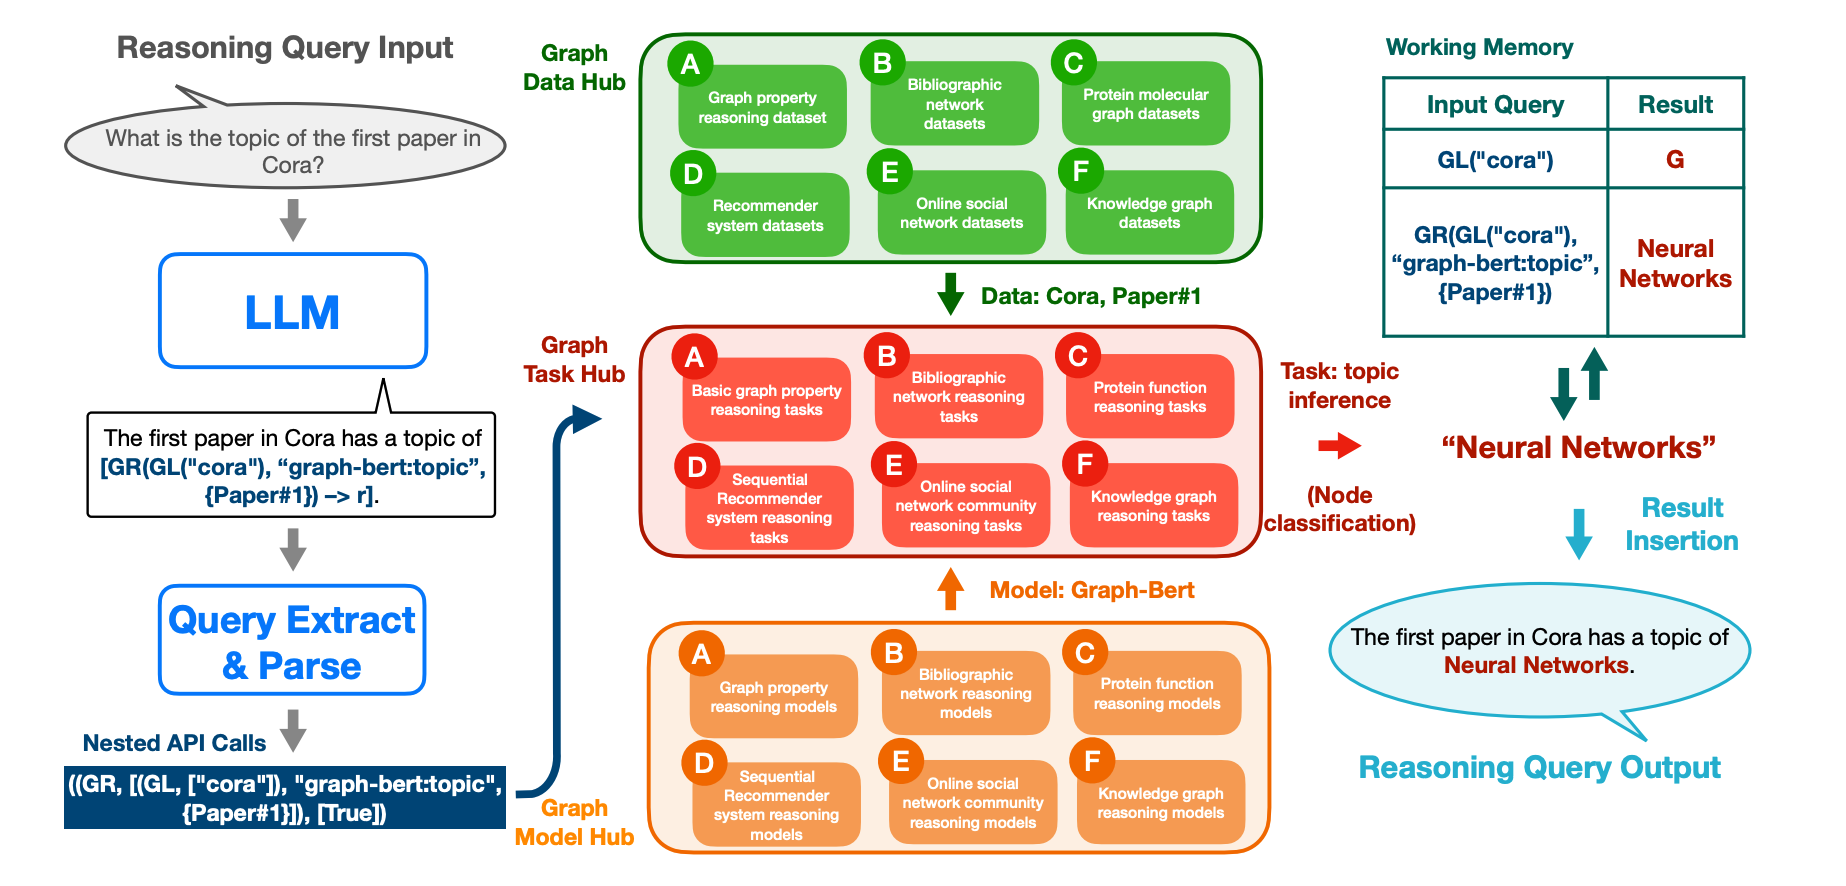 Reasoning Query Input
What is the topic of the first paper in
Cora?
LLM
The first paper in Cora has a topic of
[GR(GL("cora"), “graph-bert:topic”,
{Paper#1}) –> r].
Query Extract
& Parse
Nested API Calls
((GR, [(GL, ["cora"]), "graph-bert:topic",
{Paper#1}]), [True])
Graph
Data Hub
A
Graph property
reasoning dataset
B
Bibliographic
network
datasets
C
Protein molecular
graph datasets
D
Recommender
system datasets
E
Online social
network datasets
F
Knowledge graph
datasets
Data: Cora, Paper#1
Graph
Task Hub
A
Basic graph property
reasoning tasks
B
Bibliographic
network reasoning
tasks
C
Protein function
reasoning tasks
D
Sequential
Recommender
system reasoning
tasks
E
Online social
network community
reasoning tasks
F
Knowledge graph
reasoning tasks
Model: Graph-Bert
Graph
Model Hub
A
Graph property
reasoning models
B
Bibliographic
network reasoning
models
C
Protein function
reasoning models
D
Sequential
Recommender
system reasoning
models
E
Online social
network community
reasoning models
F
Knowledge graph
reasoning models
Task: topic
inference
(Node
classification)
Working Memory
Input Query
Result
GL("cora")
G
GR(GL("cora"),
“graph-bert:topic”,
{Paper#1})
Neural
Networks
“Neural Networks”
Result
Insertion
The first paper in Cora has a topic of
Neural Networks.
Reasoning Query Output